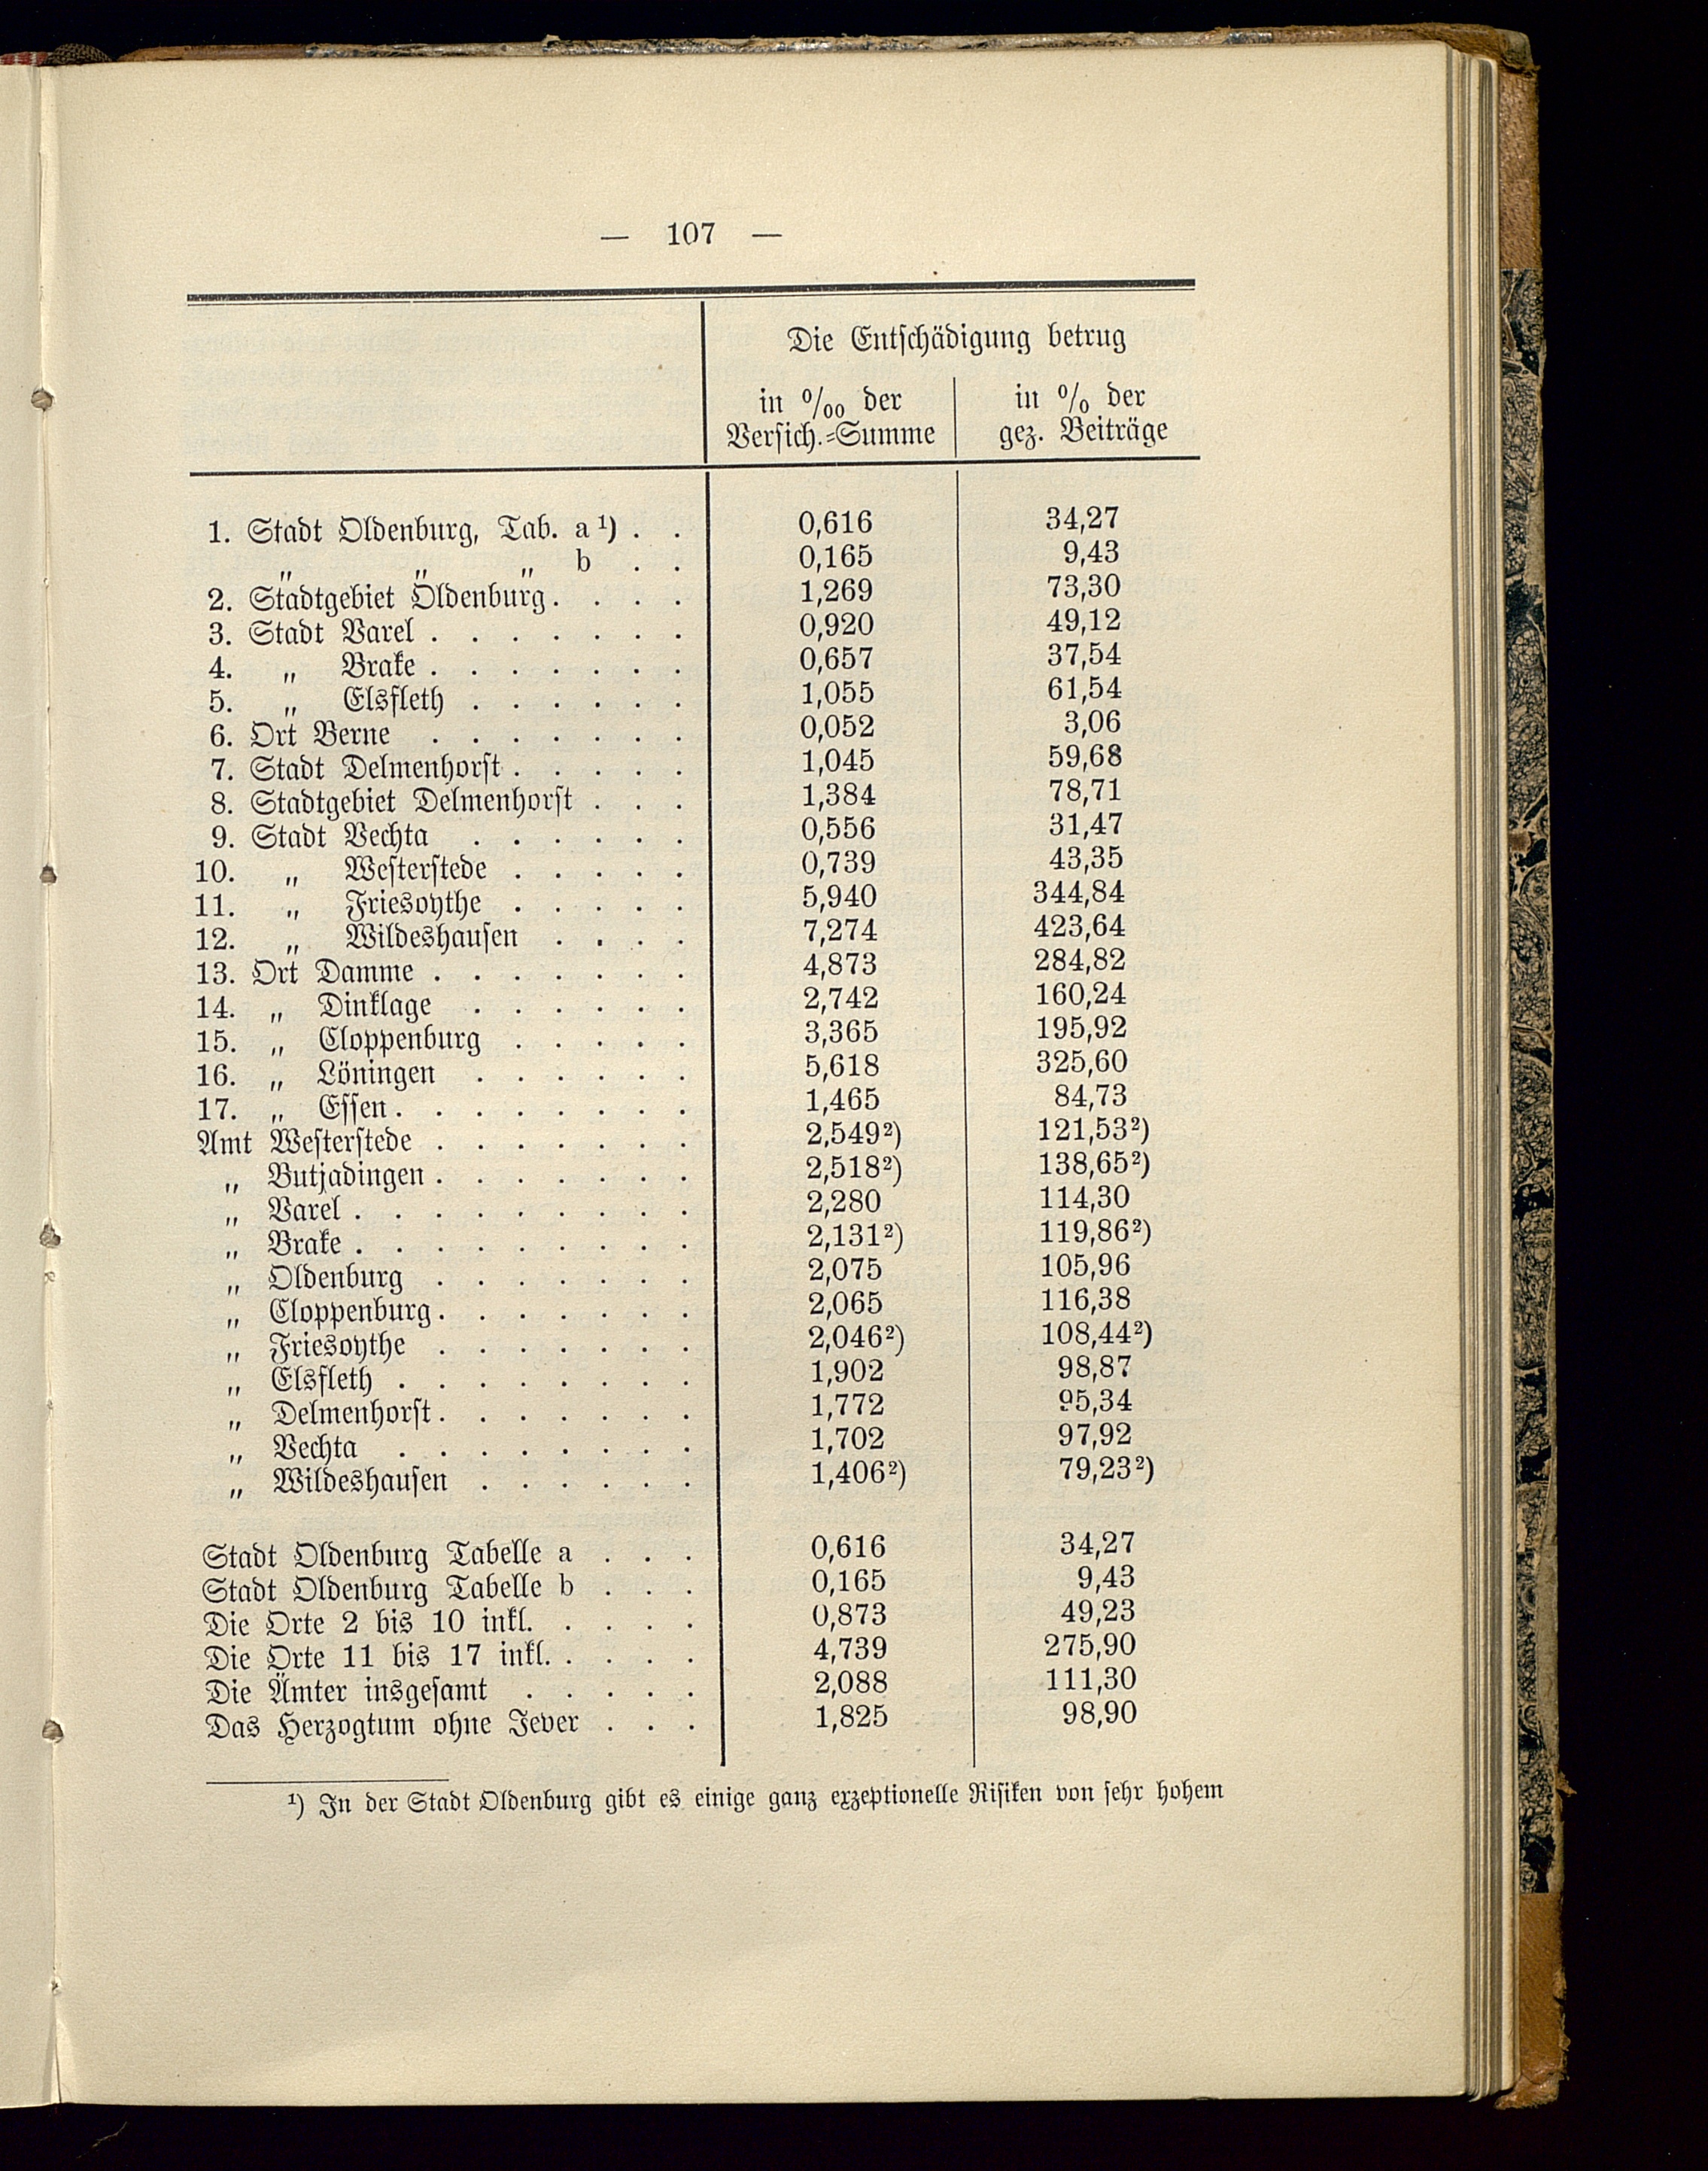 — 107 —
Die Entschädigung betrug
in ⁰/₀₀ der in ⁰/₀ der
Versich.-Summe gez. Beiträge
1. Stadt Oldenburg, Tab. a ¹) . . 0,616 34,27
„ „ „ b . . 0,165 9,43
2. Stadtgebiet Oldenburg . . . . 1,269 73,30
3. Stadt Varel . . . . . . . 0,920 49,12
4. „ Brake . . . . . . . 0,657 37,54
5. „ Elsfleth . . . . . . 1,055 61,54
6. Ort Berne . . . . . . . 0,052 3,06
7. Stadt Delmenhorst . . . . . 1,045 59,68
8. Stadtgebiet Delmenhorst . . . 1,384 78,71
9. Stadt Vechta . . . . . . 0,556 31,47
10. „ Westerstede . . . . . 0,739 43,35
11. „ Friesoythe . . . . . 5,940 344,84
12. „ Wildeshausen . . . . 7,274 423,64
13. Ort Damme . . . . . . . 4,873 284,82
14. „ Dinklage . . . . . . 2,742 160,24
15. „ Cloppenburg . . . . . 3,365 195,92
16. „ Löningen . . . . . . 5,618 325,60
17. „ Essen . . . . . . . . 1,465 84,73
Amt Westerstede . . . . . . . 2,549²) 121,53²)
„ Butjadingen . . . . . . . 2,518²) 138,65²)
„ Varel . . . . . . . . . 2,280 114,30
„ Brake . . . . . . . . . 2,131²) 119,86²)
„ Oldenburg . . . . . . . 2,075 105,96
„ Cloppenburg . . . . . . . 2,065 116,38
„ Friesoythe . . . . . . . 2,046²) 108,44²)
„ Elsfleth . . . . . . . . 1,902 98,87
„ Delmenhorst . . . . . . . 1,772 95,34
„ Vechta . . . . . . . . 1,702 97,92
„ Wildeshausen . . . . . . 1,406²) 79,23²)
Stadt Oldenburg Tabelle a . . . 0,616 34,27
Stadt Oldenburg Tabelle b . . . 0,165 9,43
Die Orte 2 bis 10 inkl. . . . . 0,873 49,23
Die Orte 11 bis 17 inkl. . . . . 4,739 275,90
Die Ämter insgesamt . . . . . 2,088 111,30
Das Herzogtum ohne Jever . . . 1,825 98,90
¹) In der Stadt Oldenburg gibt es einige ganz exzeptionelle Risiken von sehr hohem